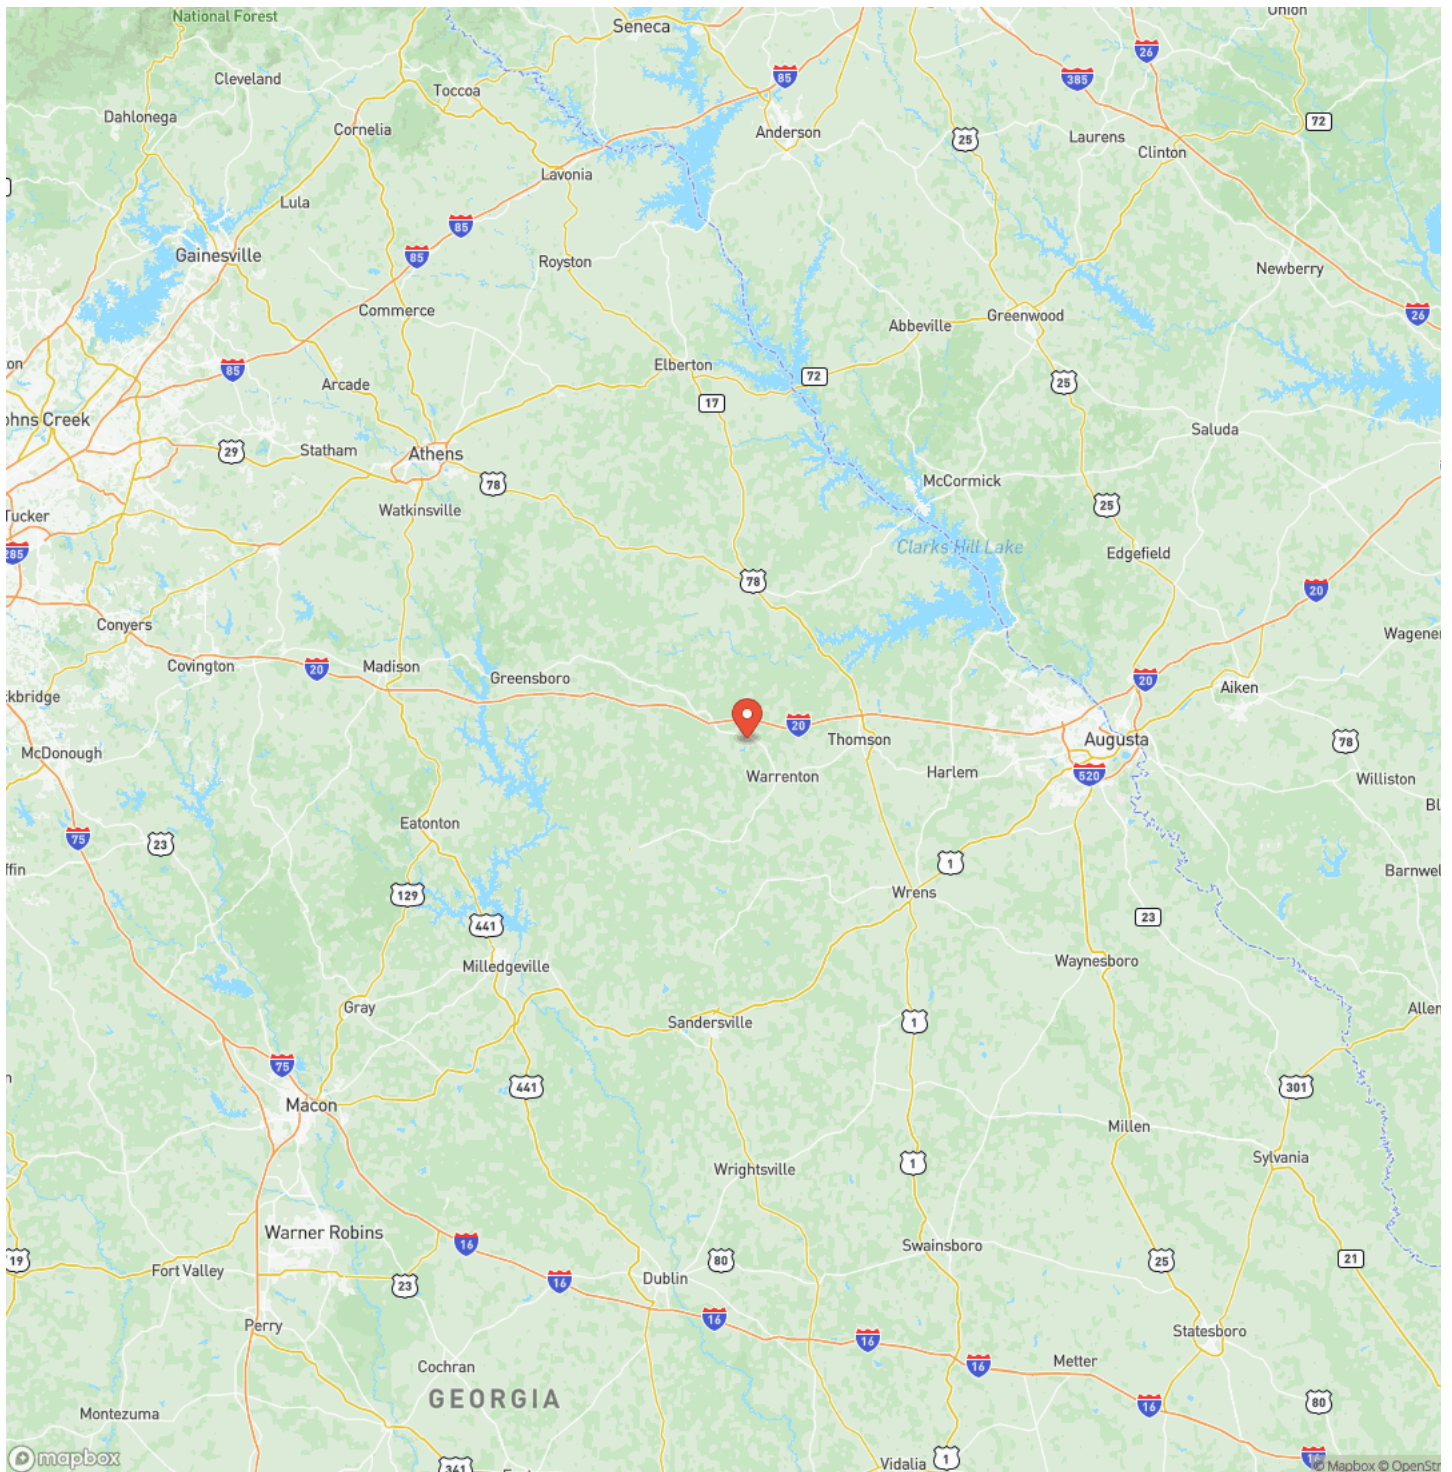 National Forest
Seneca
Union
85
26
385
Cleveland
Toccoa
Dahlonega
Cornelia
Anderson
25
Laurens
72
Clinton
Lavonia
Lula
85
Gainesville
85
Royston
Newberry
Commerce
Abbeville
Greenwood
26
on
85
Elberton
72
Arcade
17
25
ohns Creek
29
Statham
Athens
Saluda
78
McCormick
Watkinsville
25
Tucker
285
Clarks Hill Lake
Edgefield
78
20
Conyers
Wagener
Covington
20
Madison
Greensboro
20
Aiken
ckbridge
20
Thomson
Augusta
78
McDonough
Warrenton
Harlem
520
Williston
Bl
75
23
Eatonton
ffin
1
Barnwel
129
Wrens
23
441
Milledgeville
Waynesboro
Gray
Sandersville
1
Allen
75
n
441
301
Macon
Millen
1
Wrightsville
Sylvania
Warner Robins
16
Swainsboro
19
Fort Valley
23
16
Dublin
80
25
21
Perry
16
16
Statesboro
Cochran
16
Metter
GEORGIA
16
80
Montezuma
mapbox
341
Vidalia
1
16
© Mapbox © OpenStr